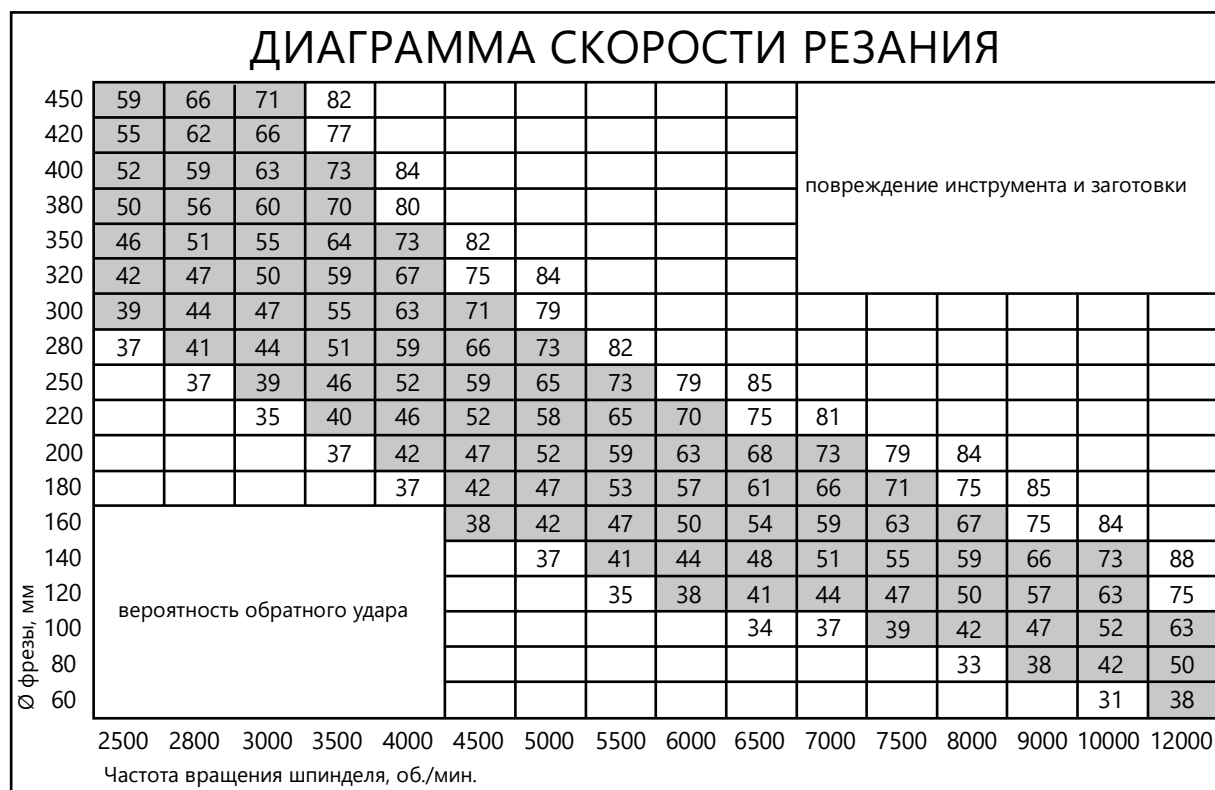 ДИАГРАММА СКОРОСТИ РЕЗАНИЯ
450 59 66 71 82
420 55 62 66 77
400 52 59 63 73 84
повреждение инструмента и заготовки
380 50 56 60 70 80
350 46 51 55 64 73 82
320 42 47 50 59 67 75 84
300 39 44 47 55 63 71 79
280 37 41 44 51 59 66 73 82
250 37 39 46 52 59 65 73 79 85
220 35 40 46 52 58 65 70 75 81
200 37 42 47 52 59 63 68 73 79 84
180 37 42 47 53 57 61 66 71 75 85
160 38 42 47 50 54 59 63 67 75 84
140 37 41 44 48 51 55 59 66 73 88
120 35 38 41 44 47 50 57 63 75
вероятность обратного удара
100 34 37 39 42 47 52 63
80 33 38 42 50
60 31 38
Ø фрезы, мм
2500 2800 3000 3500 4000 4500 5000 5500 6000 6500 7000 7500 8000 9000 10000 12000
Частота вращения шпинделя, об./мин.